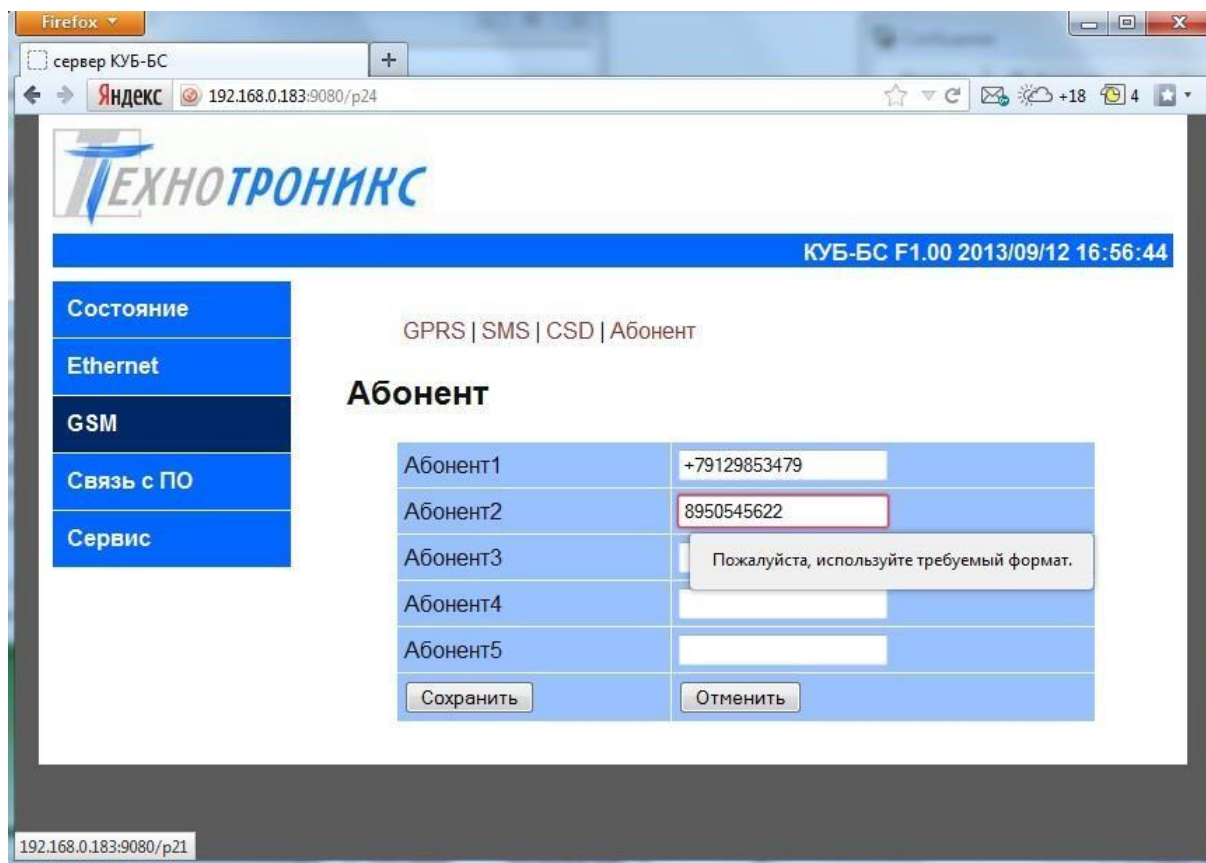 Firefox
сервер КУБ-БС
+
Яндекс 192.168.0.183:9080/p24 +18 4
ТЕХНОТРОНИКС
КУБ-БС F1.00 2013/09/12 16:56:44
Состояние
Ethernet
GSM
Связь с ПО
Сервис
GPRS | SMS | CSD | Абонент
Абонент
Абонент1 +79129853479
Абонент2 8950545622
Абонент3
Пожалуйста, используйте требуемый формат.
Абонент4
Абонент5
Сохранить Отменить
192.168.0.183:9080/p21